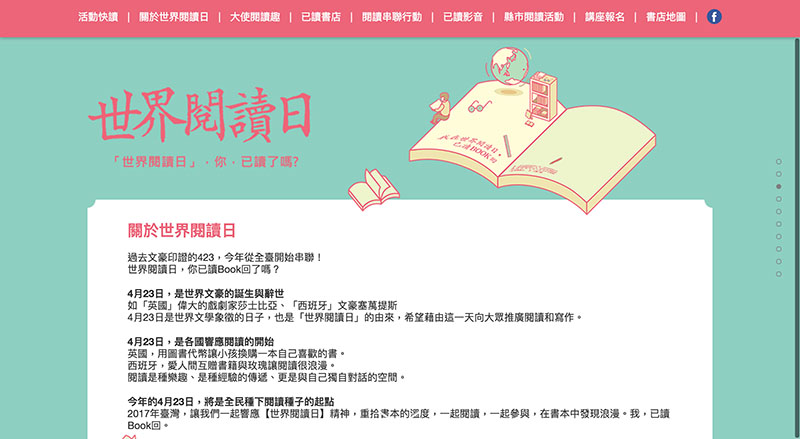 活動快讀 | 關於世界閱讀日 | 大使閱讀趣 | 已讀書店 | 閱讀串聯行動 | 已讀影音 | 縣市閱讀活動 | 講座報名 | 書店地圖 | f
世界閱讀日
「世界閱讀日」，你，已讀了嗎?
關於世界閱讀日
過去文豪印證的423，今年從全臺開始串聯！
世界閱讀日，你已讀Book回了嗎？
4月23日，是世界文豪的誕生與辭世
如「英國」偉大的戲劇家莎士比亞、「西班牙」文豪塞萬提斯
4月23日是世界文學象徵的日子，也是「世界閱讀日」的由來，希望藉由這一天向大眾推廣閱讀和寫作。
4月23日，是各國響應閱讀的開始
英國，用圖書代幣讓小孩換購一本自己喜歡的書。
西班牙，愛人間互贈書籍與玫瑰讓閱讀很浪漫。
閱讀是種樂趣、是種經驗的傳遞、更是與自己獨自對話的空間。
今年的4月23日，將是全民種下閱讀種子的起點
2017年臺灣，讓我們一起響應【世界閱讀日】精神，重拾書本的溫度，一起閱讀，一起參與，在書本中發現浪漫。我，已讀
Book回。